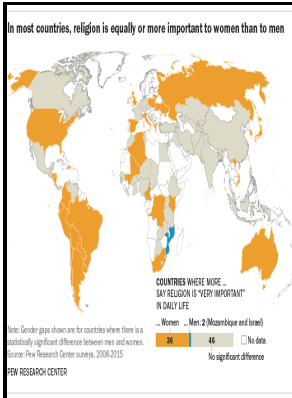 In most countries, religion is equally or more important to women than to men
COUNTRIES WHERE MORE ...
SAY RELIGION IS "VERY IMPORTANT"
IN DAILY LIFE
... Women ... Men: 2 (Mozambique and Israel)
36 46 No data
No significant difference
Note: Gender gaps shown are for countries where there is a
statistically significant difference between men and women.
Source: Pew Research Center surveys, 2008-2015
PEW RESEARCH CENTER